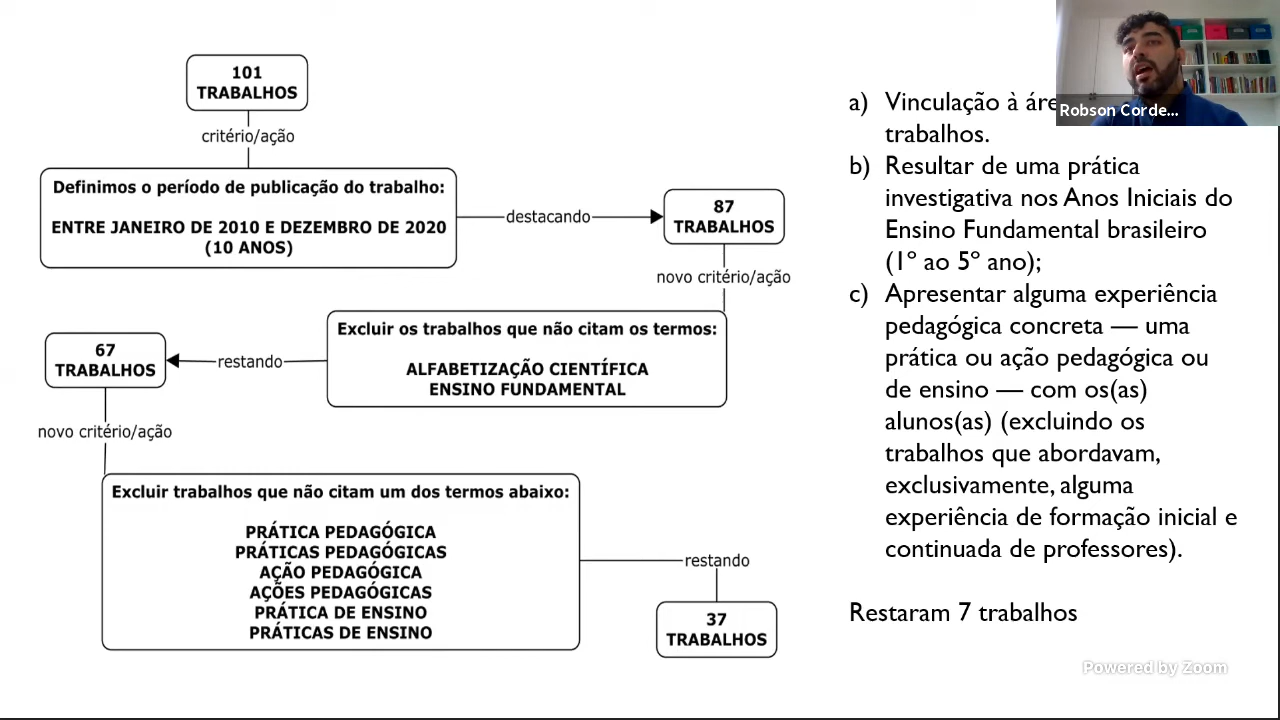 101
TRABALHOS
critério/ação
Definimos o período de publicação do trabalho:
ENTRE JANEIRO DE 2010 E DEZEMBRO DE 2020
(10 ANOS)
destacando
87
TRABALHOS
novo critério/ação
Excluir os trabalhos que não citam os termos:
ALFABETIZAÇÃO CIENTÍFICA
ENSINO FUNDAMENTAL
restando
67
TRABALHOS
novo critério/ação
Excluir trabalhos que não citam um dos termos abaixo:
PRÁTICA PEDAGÓGICA
PRÁTICAS PEDAGÓGICAS
AÇÃO PEDAGÓGICA
AÇÕES PEDAGÓGICAS
PRÁTICA DE ENSINO
PRÁTICAS DE ENSINO
restando
37
TRABALHOS
a) Vinculação à
trabalhos.
b) Resultar de uma prática
investigativa nos Anos Iniciais do
Ensino Fundamental brasileiro
(1º ao 5º ano);
c) Apresentar alguma experiência
pedagógica concreta — uma
prática ou ação pedagógica ou
de ensino — com os(as)
alunos(as) (excluindo os
trabalhos que abordavam,
exclusivamente, alguma
experiência de formação inicial e
continuada de professores).
Restaram 7 trabalhos
Robson Corde...
Powered by Zoom